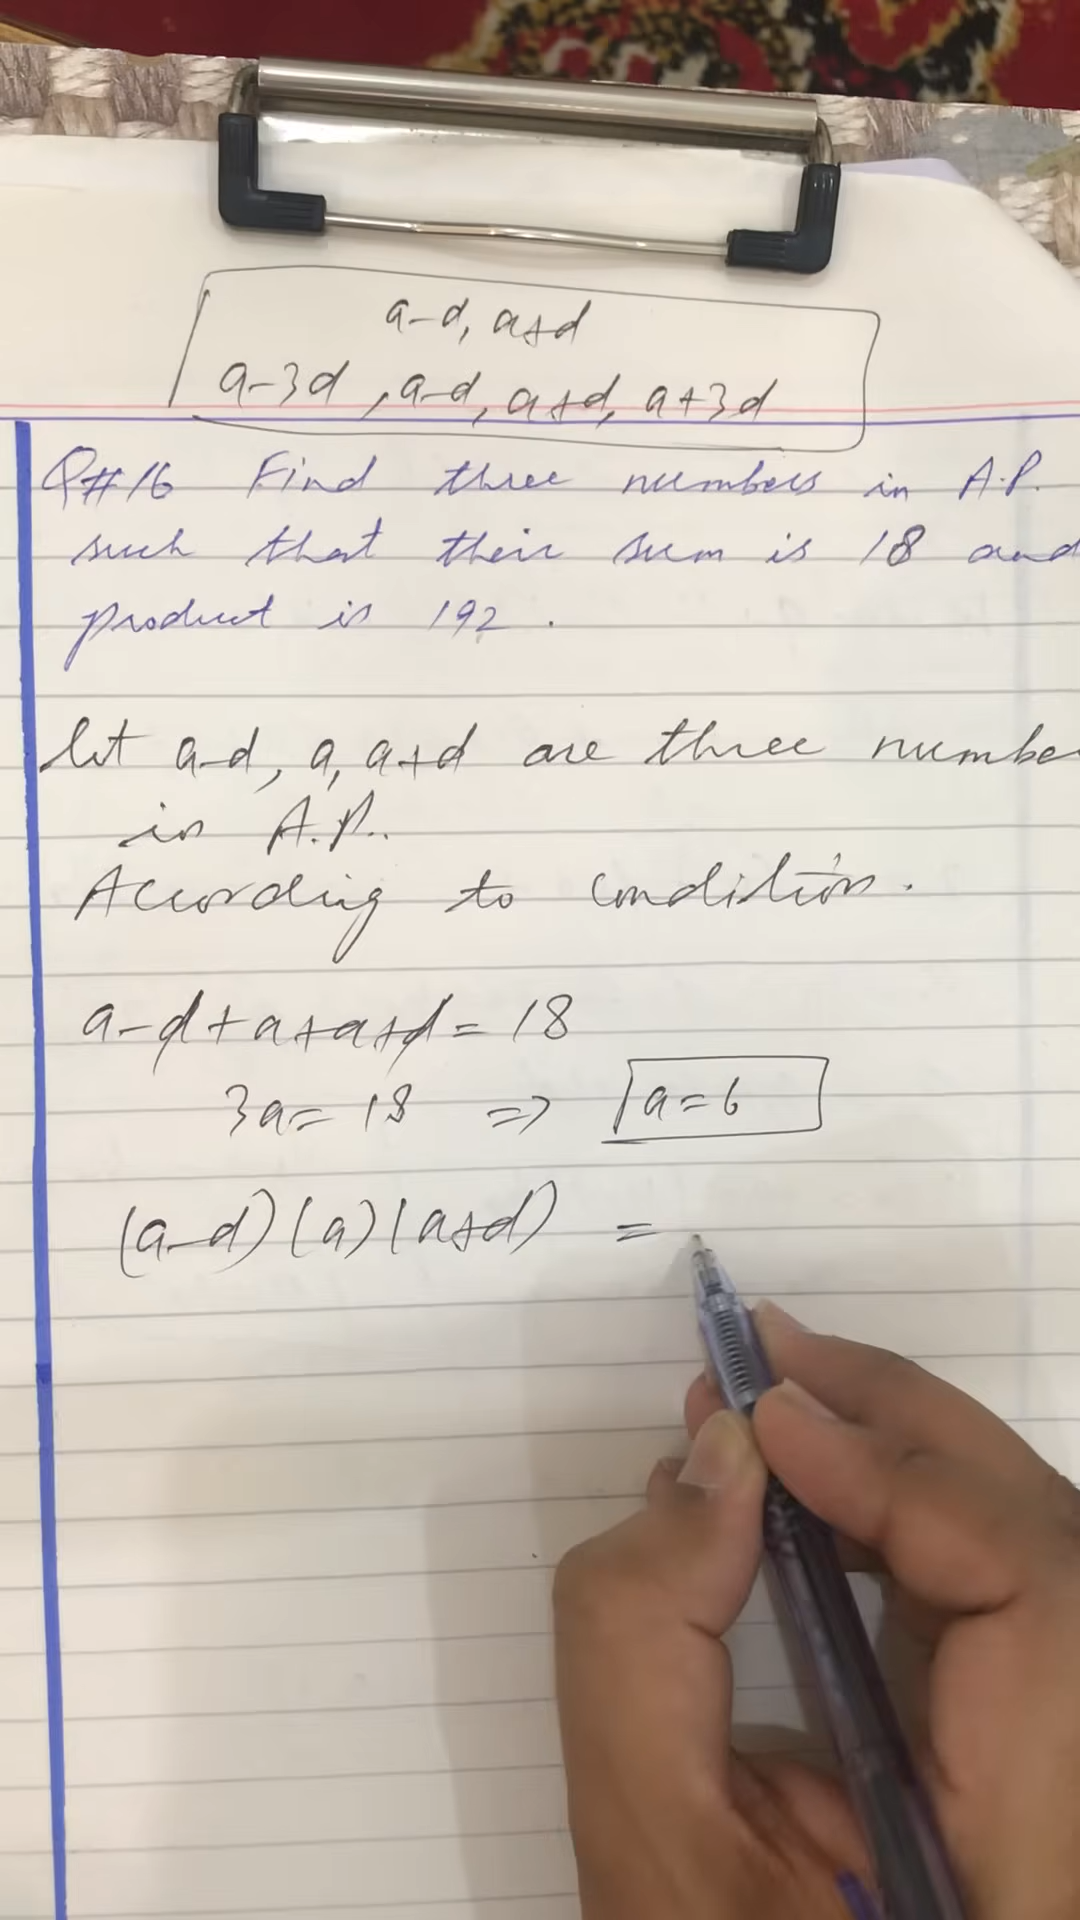 a-d, a+d
a-3d, a-d, a+d, a+3d
Q#16 Find three numbers in A.P.
such that their sum is 18 and
product is 192.
let a-d, a, a+d are three numbe
in A.P.
According to condition.
a-d+a+a+d=18
3a=18 => a=6
(a-d)(a)(a+d) =